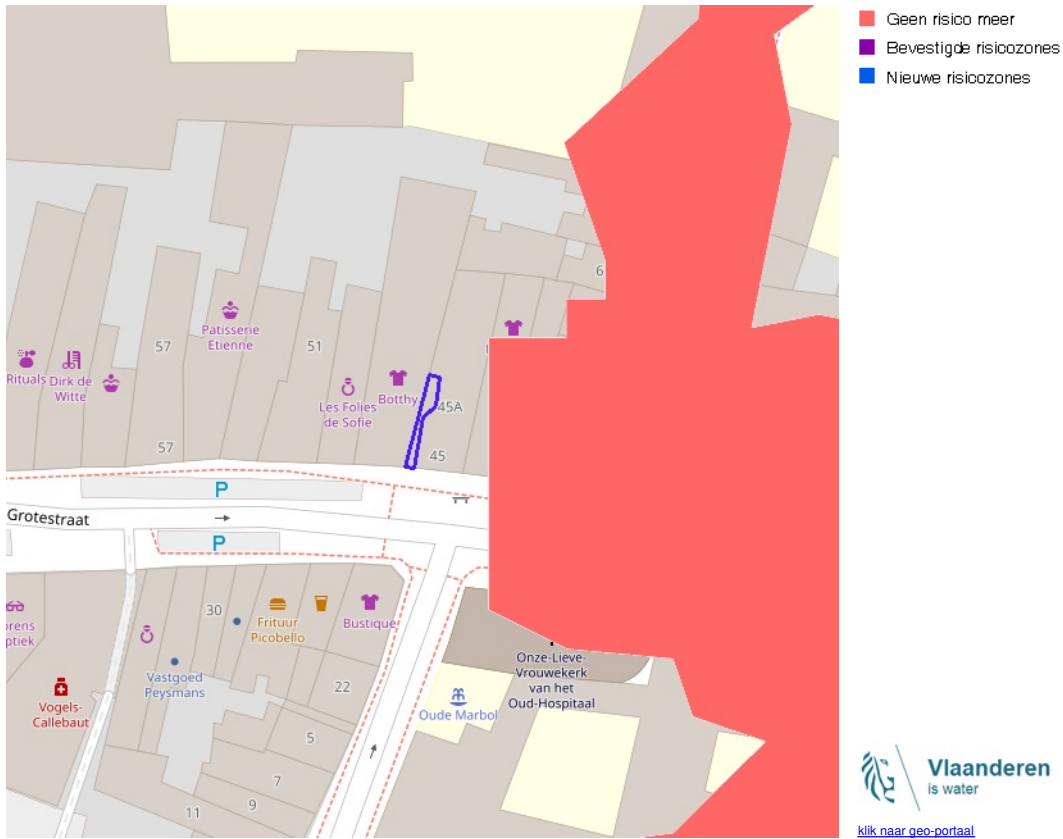 Geen risico meer
Bevestigde risicozones
Nieuwe risicozones
6
Patisserie
Etienne
57
51
Rituals
Dirk de
Witte
Les Folies
de Sofie
Botthy
45A
57
45
P
Grotestraat
P
30
Frituur
Picobello
Bustique
Vastgoed
Peysmans
22
Vogels-
Callebaut
Onze-Lieve-
Vrouwekerk
van het
Oud-Hospitaal
Oude Marbol
5
7
9
11
Vlaanderen
is water
klik naar geo-portaal